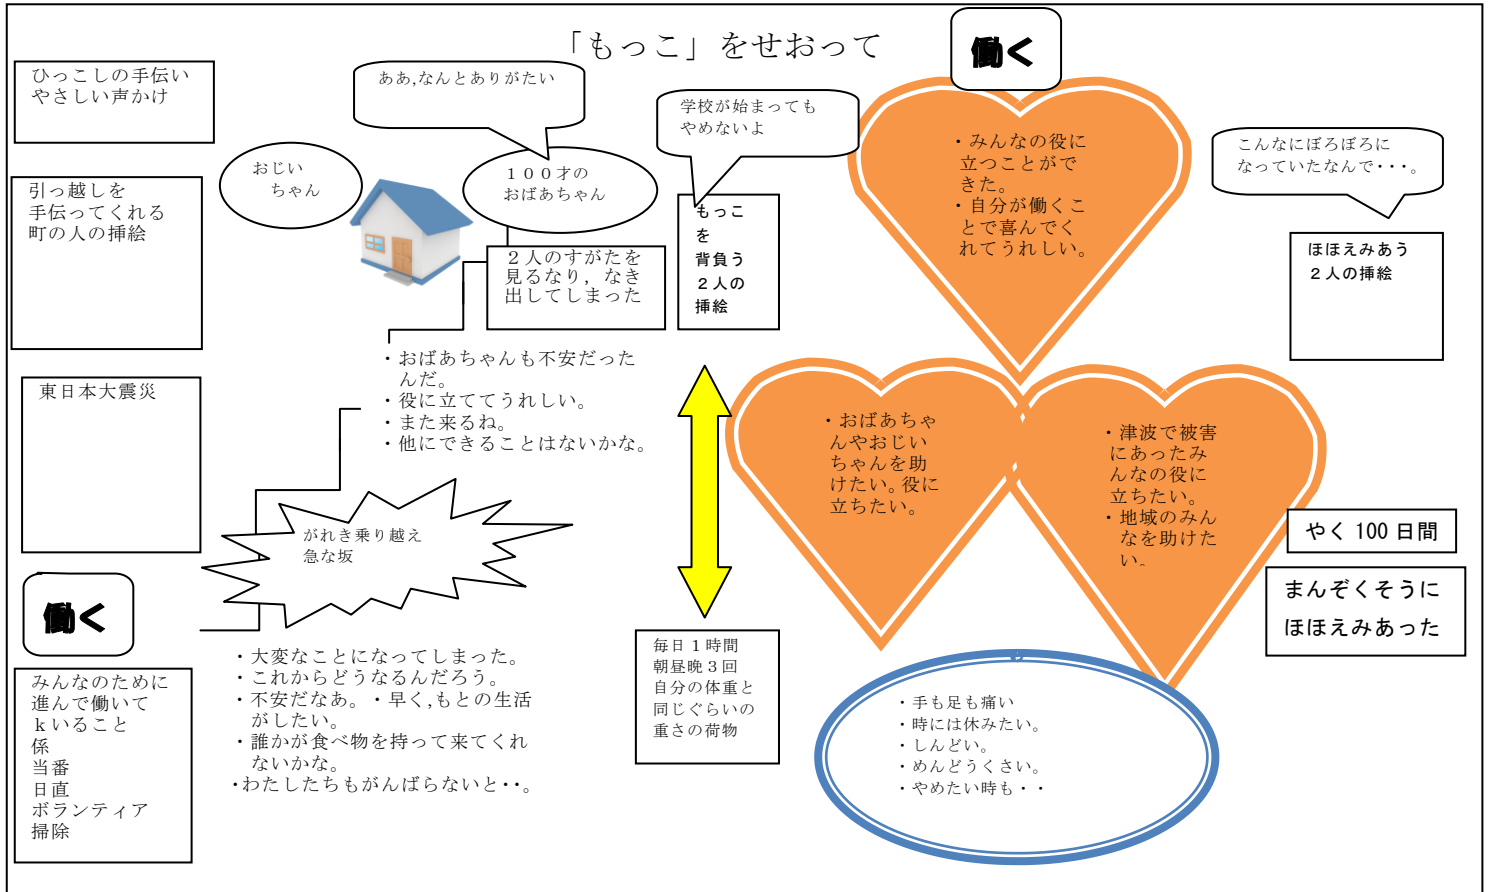 「もっこ」をせおって
働く
ひっこしの手伝い
やさしい声かけ
引っ越しを
手伝ってくれる
町の人の挿絵
東日本大震災
働く
みんなのために
進んで働いて
ｋいること
係
当番
日直
ボランティア
掃除
おじい
ちゃん
ああ,なんとありがたい
１００才の
おばあちゃん
２人のすがたを
見るなり，なき
出してしまった
・おばあちゃんも不安だった
んだ。
・役に立ててうれしい。
・また来るね。
・他にできることはないかな。
がれき乗り越え
急な坂
・大変なことになってしまった。
・これからどうなるんだろう。
・不安だなあ。・早く,もとの生活
がしたい。
・誰かが食べ物を持って来てくれ
ないかな。
・わたしたちもがんばらないと・・。
学校が始まっても
やめないよ
もっこ
を
背負う
２人の
挿絵
毎日１時間
朝昼晩３回
自分の体重と
同じぐらいの
重さの荷物
・みんなの役に
立つことがで
きた。
・自分が働くこ
とで喜んでく
れてうれしい。
・おばあちゃ
んやおじい
ちゃんを助
けたい。役に
立ちたい。
・津波で被害
にあったみ
んなの役に
立ちたい。
・地域のみん
なを助けた
い。
・手も足も痛い
・時には休みたい。
・しんどい。
・めんどうくさい。
・やめたい時も・・
こんなにぼろぼろに
なっていたなんで・・・。
ほほえみあう
２人の挿絵
やく 100 日間
まんぞくそうに
ほほえみあった